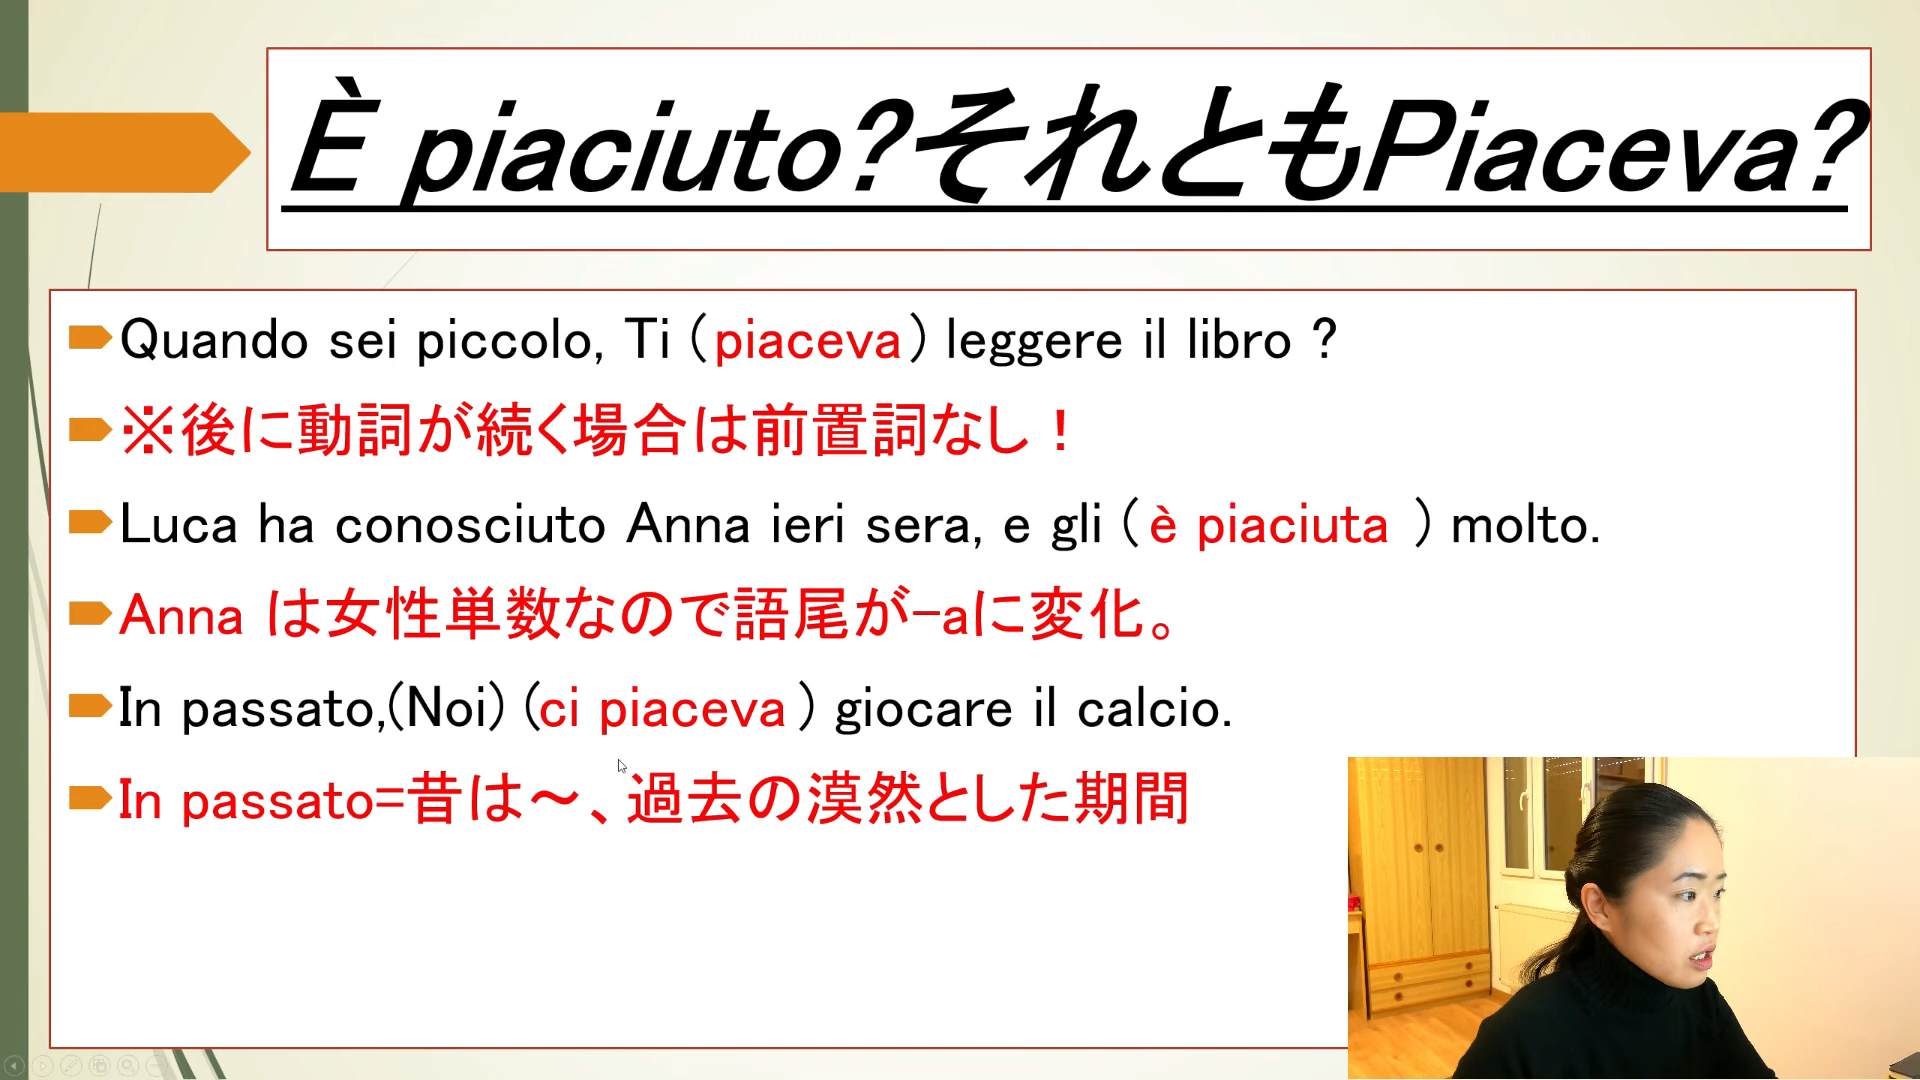 È piaciuto?それともPiaceva?
Quando sei piccolo, Ti (piaceva) leggere il libro ?
※後に動詞が続く場合は前置詞なし！
Luca ha conosciuto Anna ieri sera, e gli (è piaciuta ) molto.
Anna は女性単数なので語尾が-aに変化。
In passato,(Noi) (ci piaceva ) giocare il calcio.
In passato=昔は～、過去の漠然とした期間